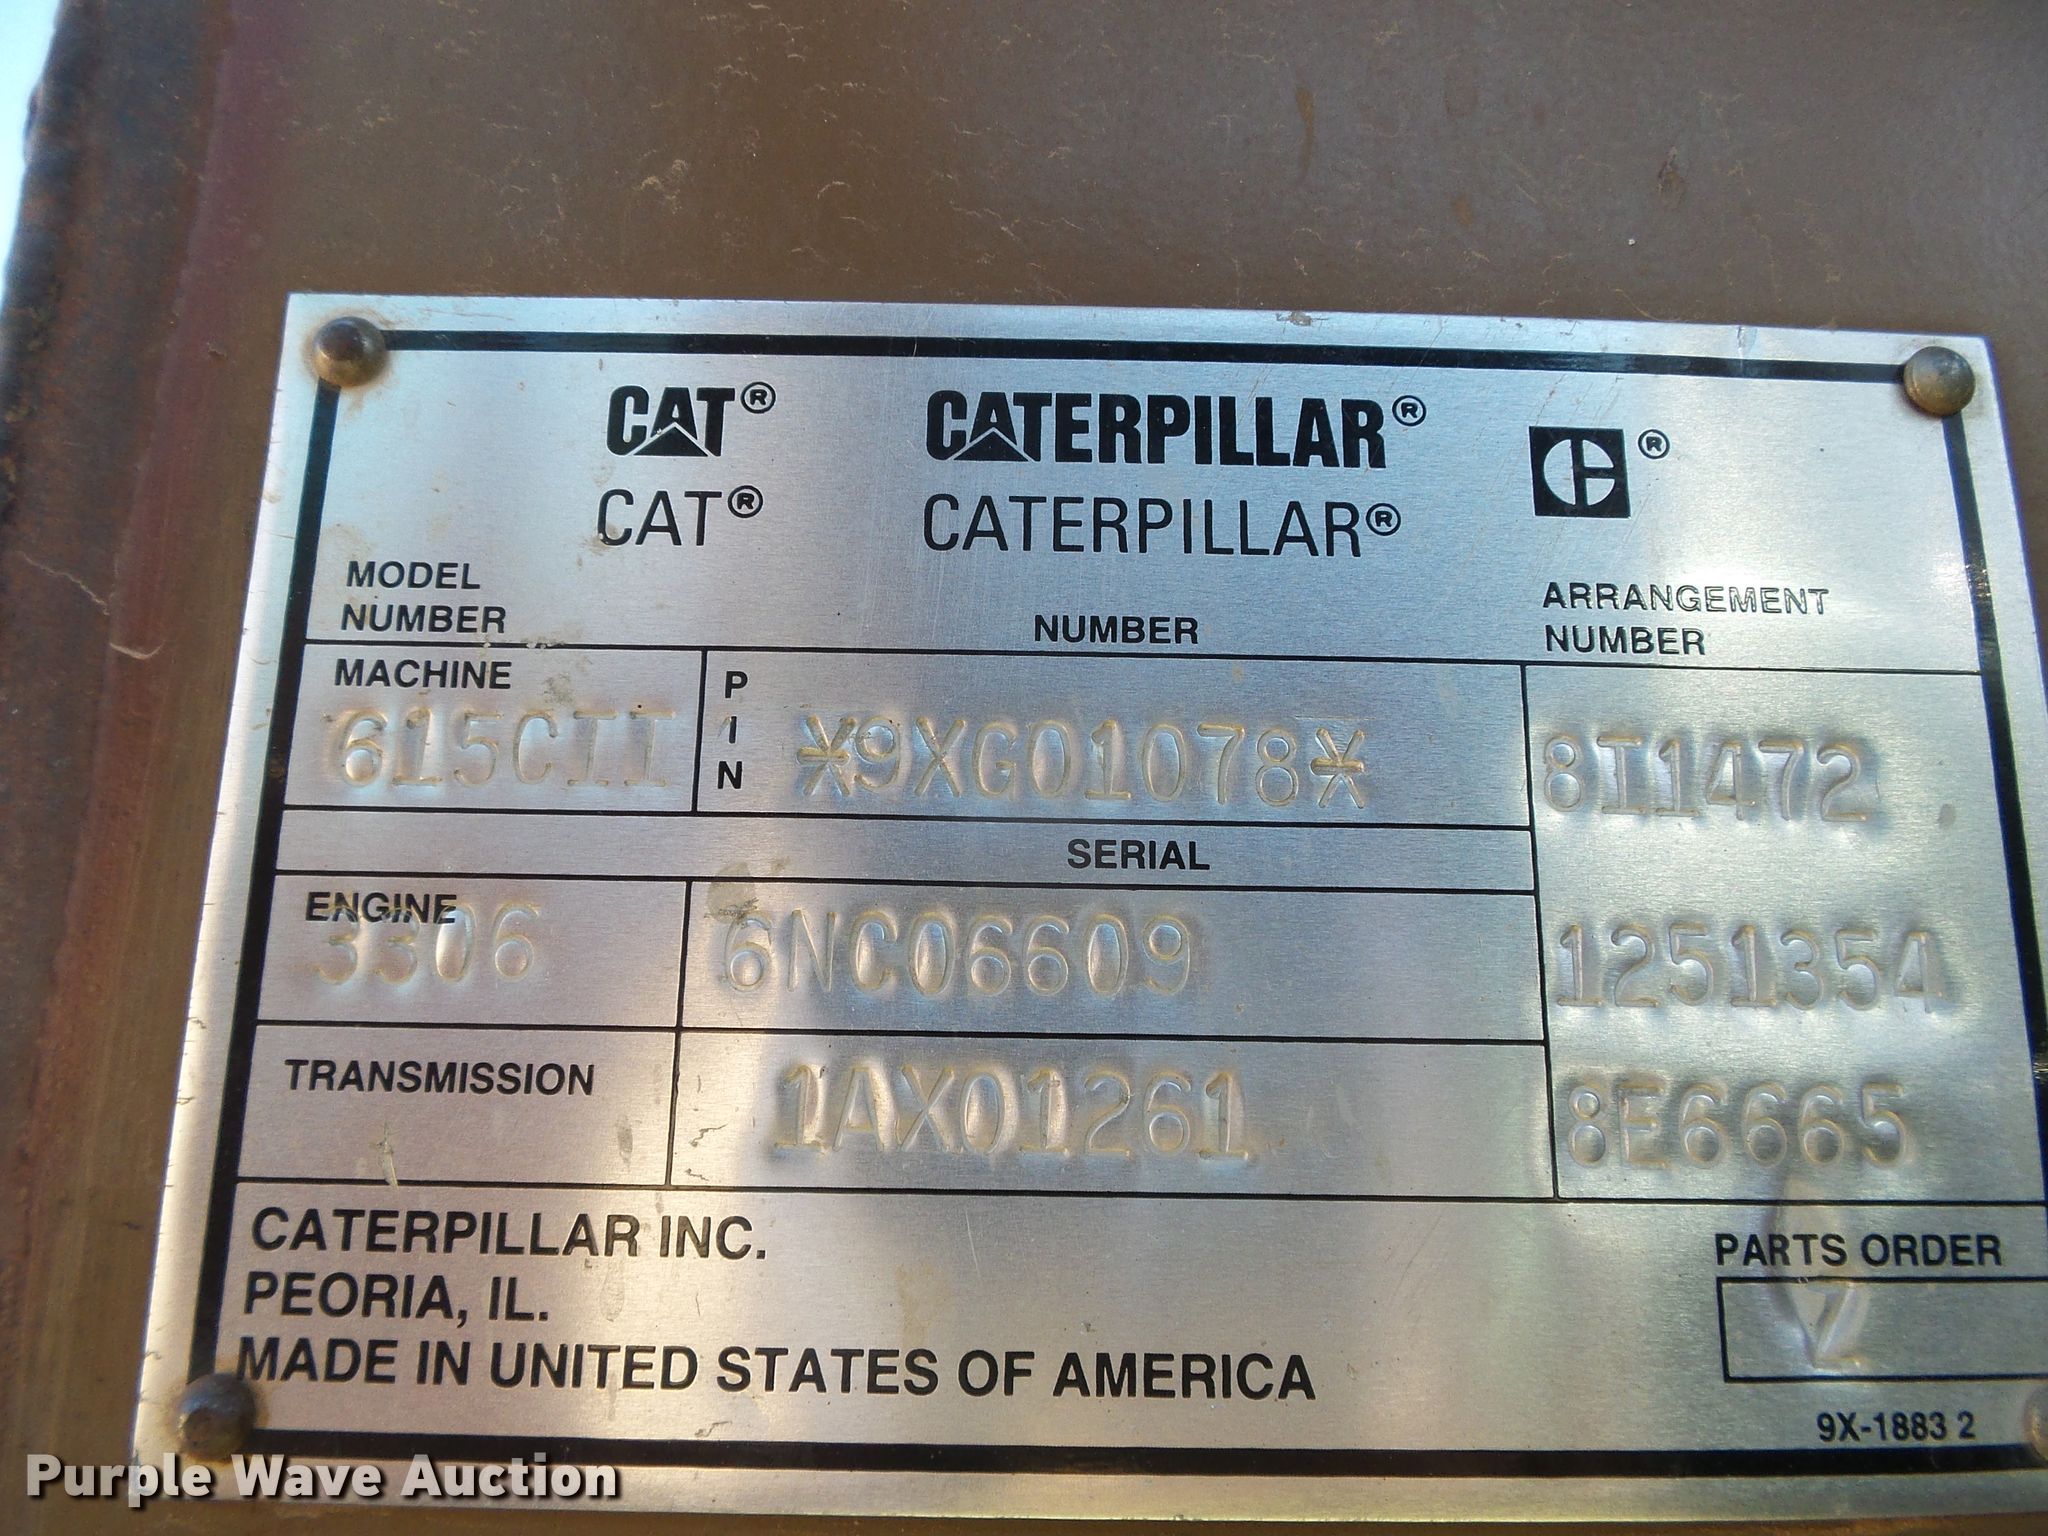 CAT® CATERPILLAR® ®
CAT® CATERPILLAR®
MODEL NUMBER
NUMBER
ARRANGEMENT NUMBER
MACHINE
615CII
PIN
*9XG01078*
8I1472
SERIAL
ENGINE
3306
6NC06609
1251354
TRANSMISSION
1AX01261
8E6665
CATERPILLAR INC.
PEORIA, IL.
MADE IN UNITED STATES OF AMERICA
PARTS ORDER
9X-1883 2
Purple Wave Auction